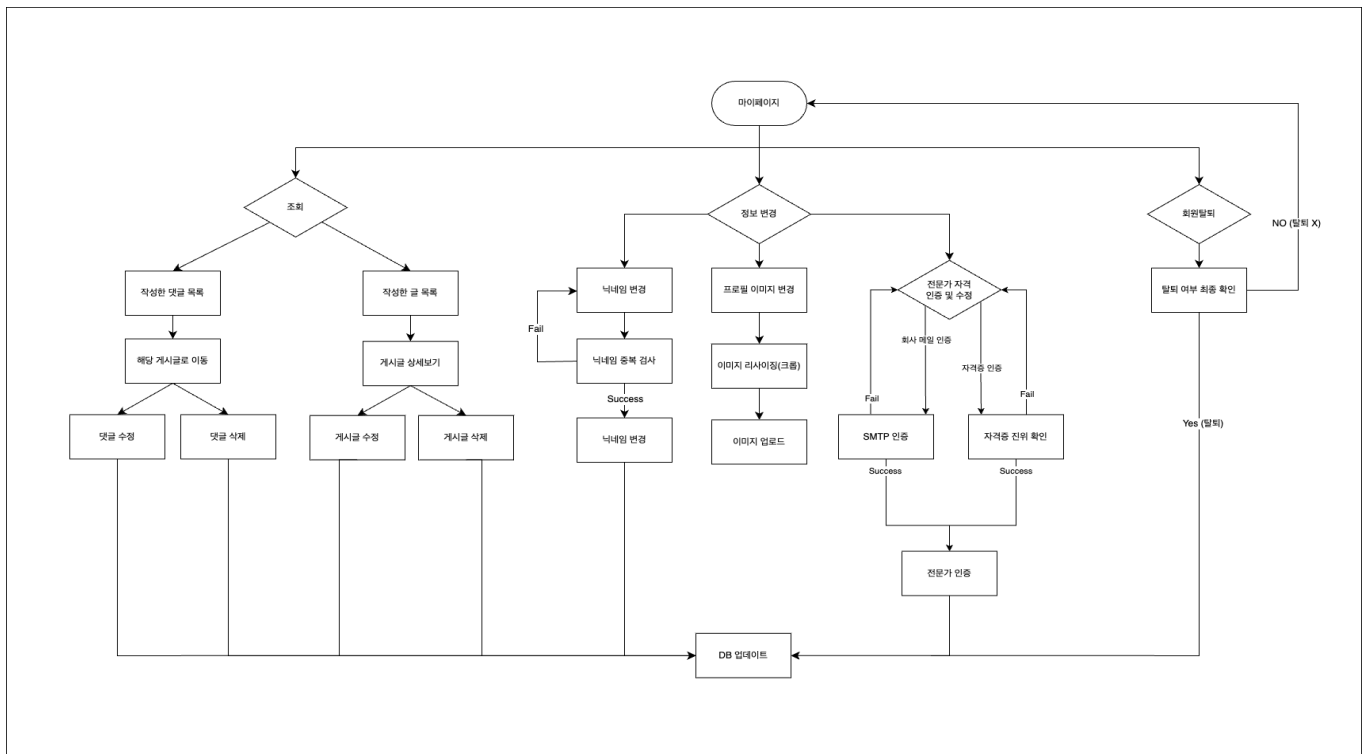 마이페이지
조회
정보 변경
회원탈퇴
NO (탈퇴 X)
작성한 댓글 목록
작성한 글 목록
닉네임 변경
프로필 이미지 변경
전문가 자격
인증 및 수정
탈퇴 여부 최종 확인
Fail
해당 게시글로 이동
게시글 상세보기
닉네임 중복 검사
이미지 리사이징(크롭)
회사 메일 인증
자격증 인증
Fail
Fail
Success
댓글 수정
댓글 삭제
게시글 수정
게시글 삭제
닉네임 변경
이미지 업로드
SMTP 인증
자격증 진위 확인
Yes (탈퇴)
Success
Success
전문가 인증
DB 업데이트